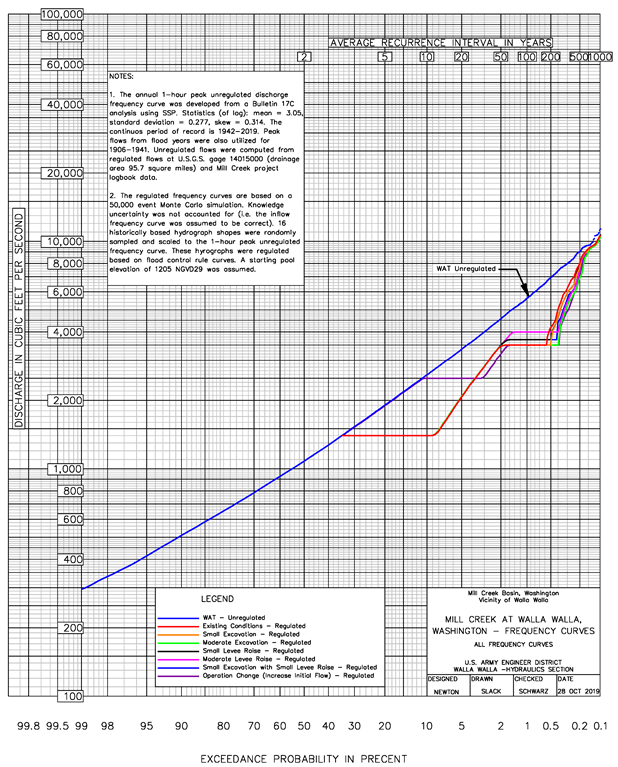 100,000
80,000
60,000
40,000
20,000
10,000
8,000
6,000
4,000
2,000
1,000
800
600
400
200
100
DISCHARGE IN CUBIC FEET PER SECOND
AVERAGE RECURRENCE INTERVAL IN YEARS
2 5 10 20 50 100 200 500 1000
NOTES:
1. The annual 1-hour peak unregulated discharge
frequency curve was developed from a Bulletin 17C
analysis using SSP. Statistics (of log): mean = 3.05,
standard deviation = 0.277, skew = 0.314. The
continuos period of record is 1942-2019. Peak
flows from flood years were also utilized for
1906-1941. Unregulated flows were computed from
regulated flows at U.S.G.S. gage 14015000 (drainage
area 95.7 square miles) and Mill Creek project
logbook data.
2. The regulated frequency curves are based on a
50,000 event Monte Carlo simulation. Knowledge
uncertainty was not accounted for (i.e. the inflow
frequency curve was assumed to be correct). 16
historically based hydrograph shapes were randomly
sampled and scaled to the 1-hour peak unregulated
frequency curve. These hyrographs were regulated
based on flood control rule curves. A starting pool
elevation of 1205 NGVD29 was assumed.
WAT Unregulated
LEGEND
WAT - Unregulated
Existing Conditions - Regulated
Small Excavation - Regulated
Moderate Excavation - Regulated
Small Levee Raise - Regulated
Moderate Levee Raise - Regulated
Small Excavation with Small Levee Raise - Regulated
Operation Change (Increase Initial Flow) - Regulated
Mill Creek Basin, Washington
Vicinity of Walla Walla
MILL CREEK AT WALLA WALLA,
WASHINGTON - FREQUENCY CURVES
ALL FREQUENCY CURVES
U.S. ARMY ENGINEER DISTRICT
WALLA WALLA -HYDRAULICS SECTION
DESIGNED DRAWN CHECKED DATE
NEWTON SLACK SCHWARZ 28 OCT 2019
99.8 99.5 99 98 95 90 80 70 60 50 40 30 20 10 5 2 1 0.5 0.2 0.1
EXCEEDANCE PROBABILITY IN PRECENT